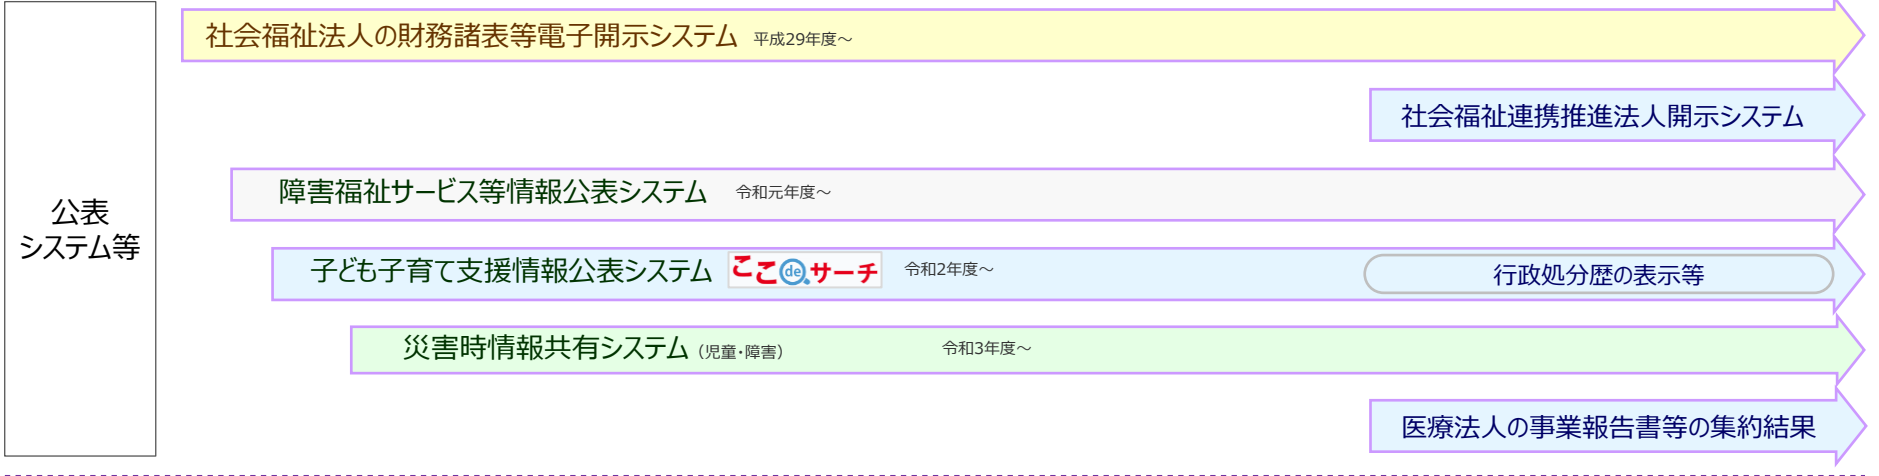 公表
システム等
社会福祉法人の財務諸表等電子開示システム 平成29年度～
社会福祉連携推進法人開示システム
障害福祉サービス等情報公表システム 令和元年度～
子ども子育て支援情報公表システム ここdeサーチ 令和2年度～ 行政処分歴の表示等
災害時情報共有システム（児童・障害） 令和3年度～
医療法人の事業報告書等の集約結果